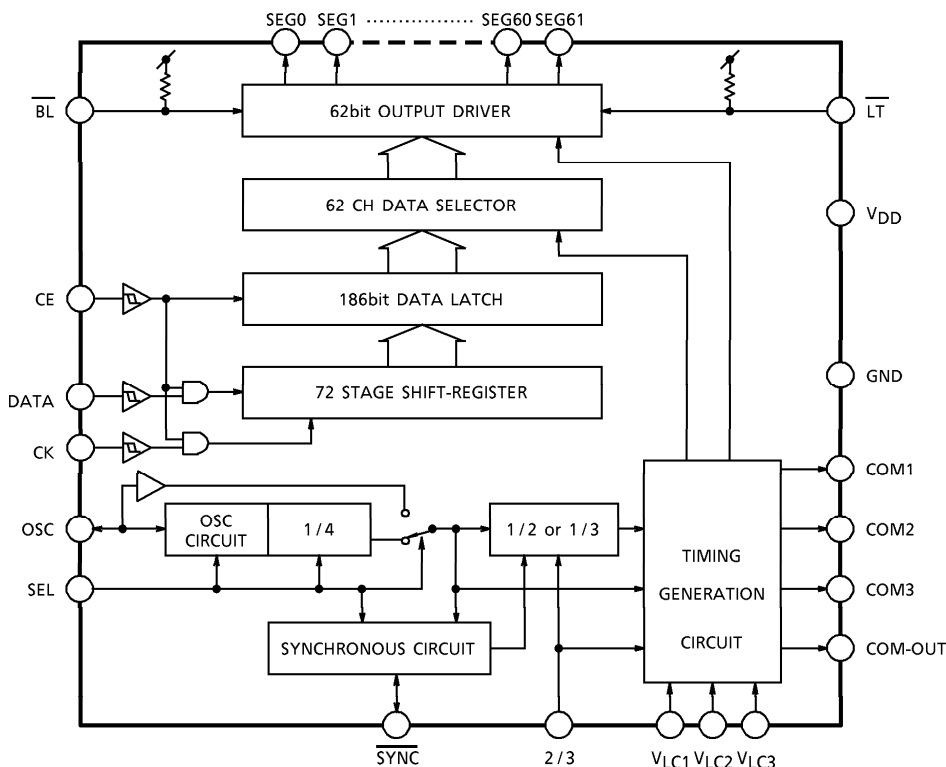 SEG0 SEG1 ............... SEG60 SEG61
BL
62bit OUTPUT DRIVER
LT
62 CH DATA SELECTOR
VDD
CE
186bit DATA LATCH
GND
DATA
72 STAGE SHIFT-REGISTER
CK
COM1
OSC
OSC
CIRCUIT
1/4
1/2 or 1/3
TIMING
GENERATION
CIRCUIT
COM2
SEL
COM3
SYNCHRONOUS CIRCUIT
COM-OUT
SYNC
2/3
VLC1 VLC2 VLC3